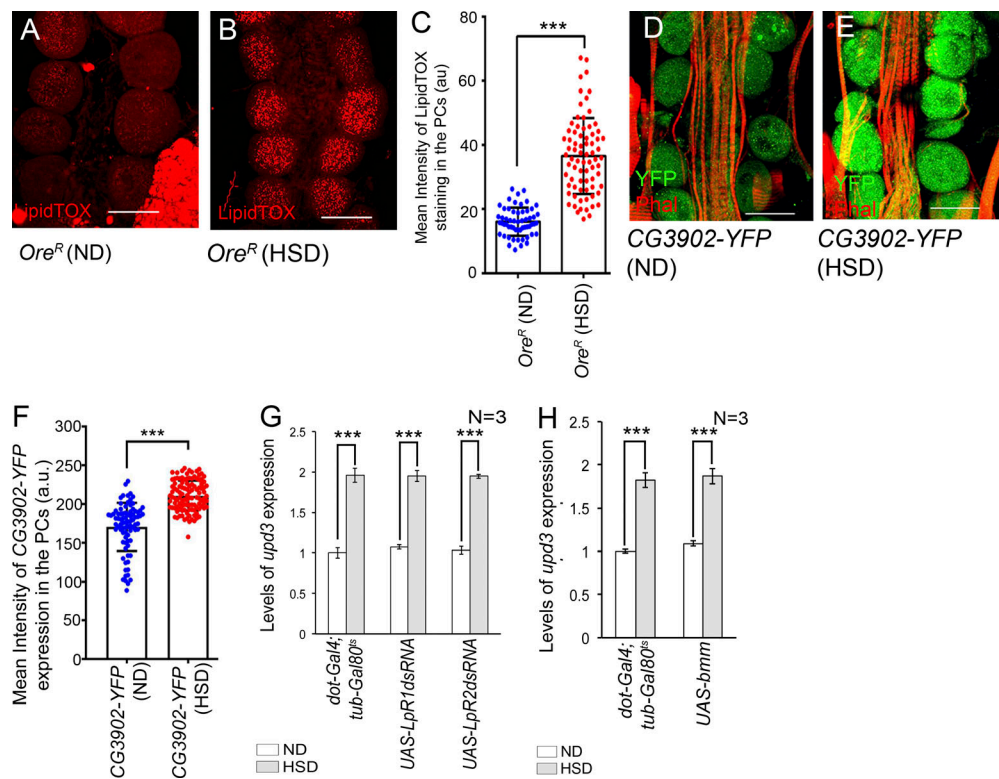 A
LipidTOX
OreR (ND)
B
LipidTOX
OreR (HSD)
C
Mean Intensity of LipidTOX
staining in the PCs (au)
80
60
40
20
0
***
OreR (ND)
OreR (HSD)
D
YFP
Phal
CG3902-YFP
(ND)
E
YFP
Phal
CG3902-YFP
(HSD)
F
Mean Intensity of CG3902-YFP
expression in the PCs (a.u.)
300
250
200
150
100
50
0
***
CG3902-YFP
(ND)
CG3902-YFP
(HSD)
G
N=3
Levels of upd3 expression
2.5
2
1.5
1
0.5
0
***
***
***
dot-Gal4;
tub-Gal80ts
UAS-LpR1dsRNA
UAS-LpR2dsRNA
ND
HSD
H
N=3
Levels of upd3 expression
2.5
2
1.5
1
0.5
0
***
***
dot-Gal4;
tub-Gal80ts
UAS-bmm
ND
HSD